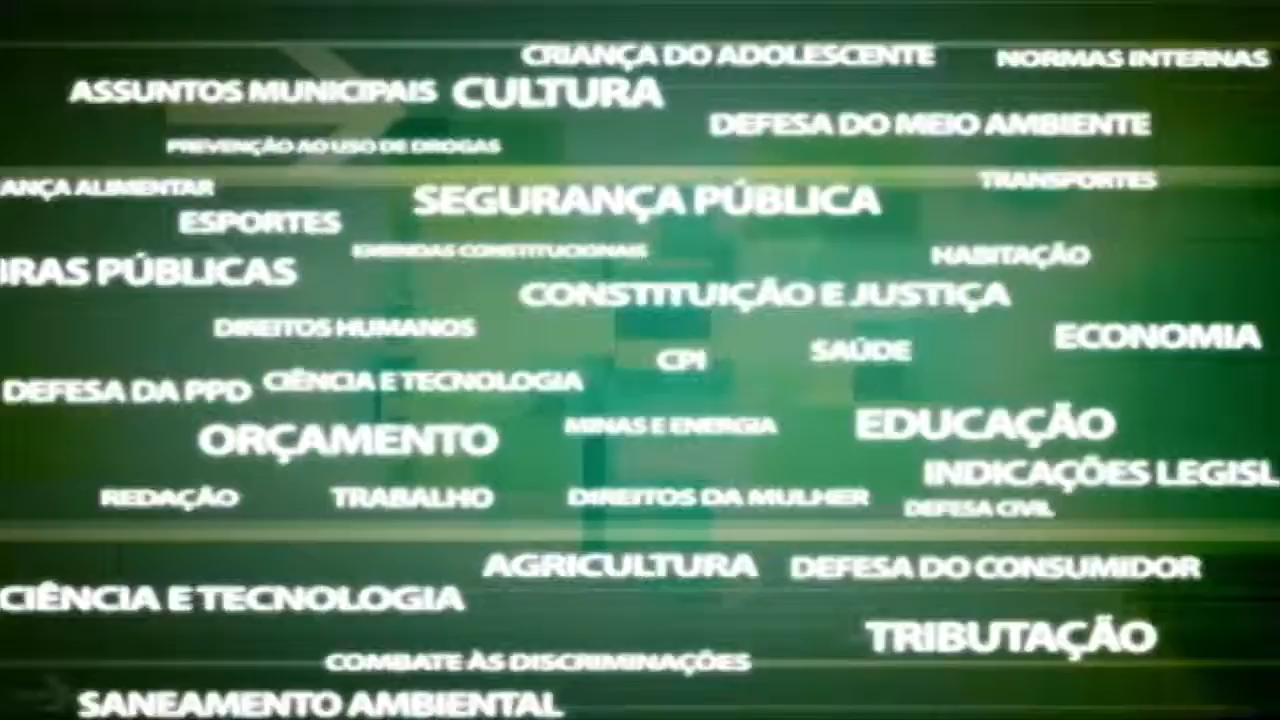 CRIANÇA DO ADOLESCENTE
NORMAS INTERNAS
ASSUNTOS MUNICIPAIS
CULTURA
DEFESA DO MEIO AMBIENTE
PREVENÇÃO AO USO DE DROGAS
ANÇA ALIMENTAR
TRANSPORTES
SEGURANÇA PÚBLICA
ESPORTES
EMENDAS CONSTITUCIONAIS
HABITAÇÃO
RAS PÚBLICAS
CONSTITUIÇÃO E JUSTIÇA
DIREITOS HUMANOS
ECONOMIA
CPI
SAÚDE
DEFESA DA PPD
CIÊNCIA E TECNOLOGIA
ORÇAMENTO
MINAS E ENERGIA
EDUCAÇÃO
INDICAÇÕES LEGISL
REDAÇÃO
TRABALHO
DIREITOS DA MULHER
DEFESA CIVIL
AGRICULTURA
DEFESA DO CONSUMIDOR
CIÊNCIA E TECNOLOGIA
TRIBUTAÇÃO
COMBATE ÀS DISCRIMINAÇÕES
SANEAMENTO AMBIENTAL